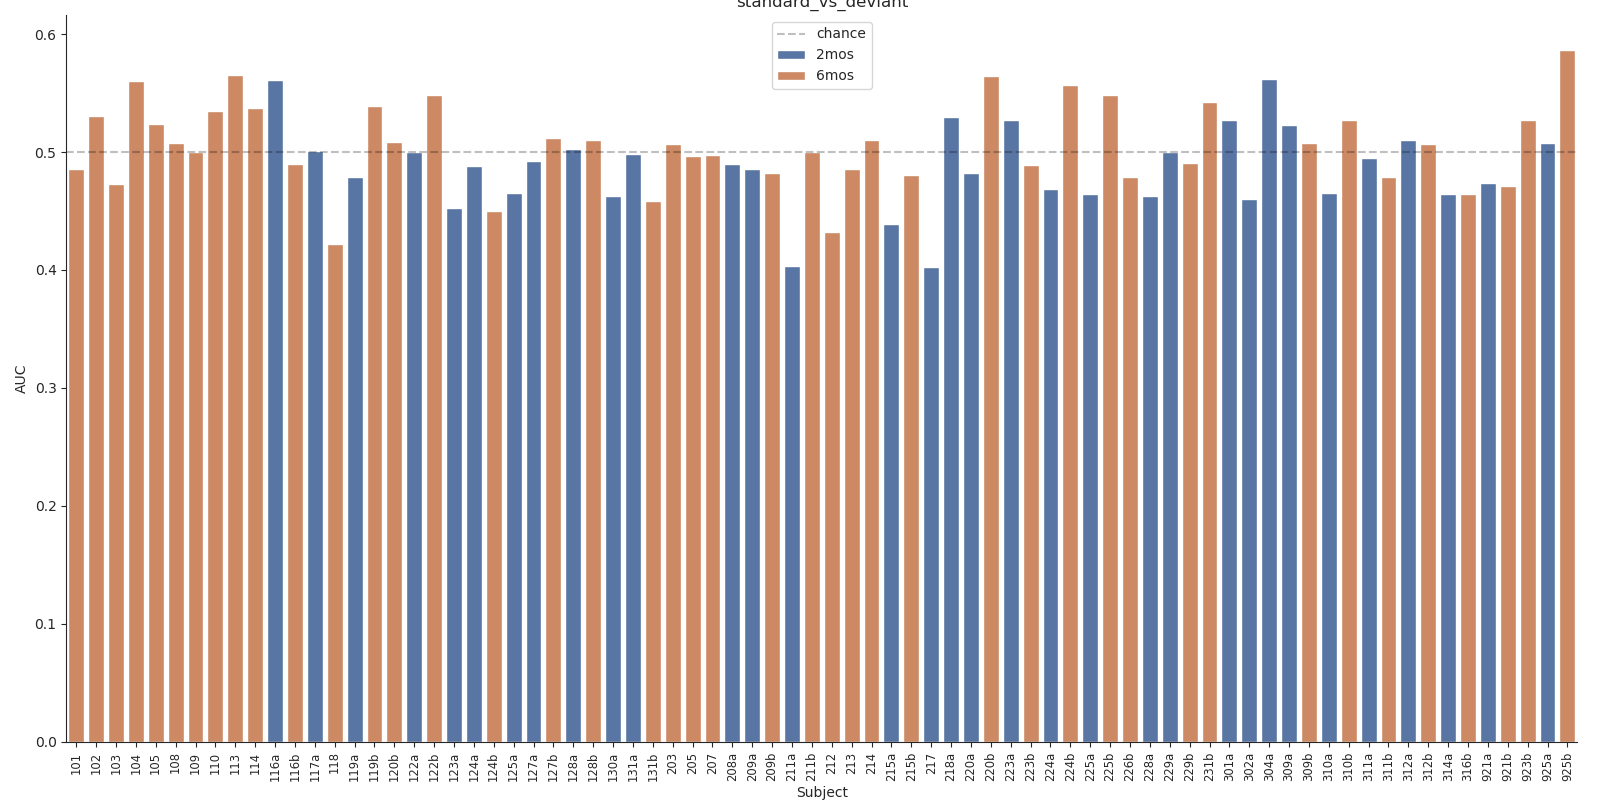 standard_vs_deviant
chance
2mos
6mos
0.6
0.5
0.4
0.3
0.2
0.1
0.0
AUC
101 102 103 104 105 108 109 110 113 114 116a 116b 117a 118 119a 119b 120b 122a 122b 123a 124a 124b 125a 127a 127b 128a 128b 130a 131a 131b 203 205 207 208a 209a 209b 211a 211b 212 213 214 215a 215b 217 218a 220a 220b 223a 223b 224a 224b 225a 225b 226b 228a 229a 229b 231b 301a 302a 304a 309a 309b 310a 310b 311a 311b 312a 312b 314a 316b 921a 921b 923b 925a 925b
Subject